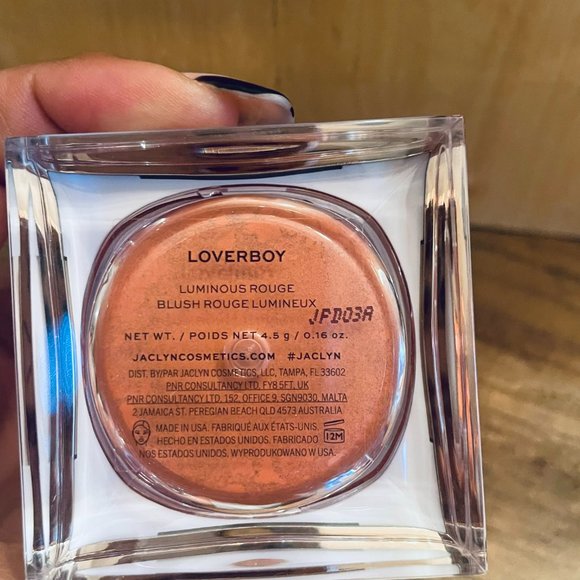 LOVERBOY
LUMINOUS ROUGE
BLUSH ROUGE LUMINEUX
JFD03A
NET WT. / POIDS NET 4.5 g / 0.16 oz.
JACLYNCOSMETICS.COM #JACLYN
DIST. BY/PAR JACLYN COSMETICS, LLC, TAMPA, FL 33602
PNR CONSULTANCY LTD, FY8 5FT, UK
PNR CONSULTANCY LTD, 152, OFFICE 9, SGN9030, MALTA
2 JAMAICA ST. PEREGIAN BEACH QLD 4573 AUSTRALIA
MADE IN USA. FABRIQUÉ AUX ÉTATS-UNIS.
HECHO EN ESTADOS UNIDOS. FABRICADO
NOS ESTADOS UNIDOS. WYPRODUKOWANO W USA.
12M